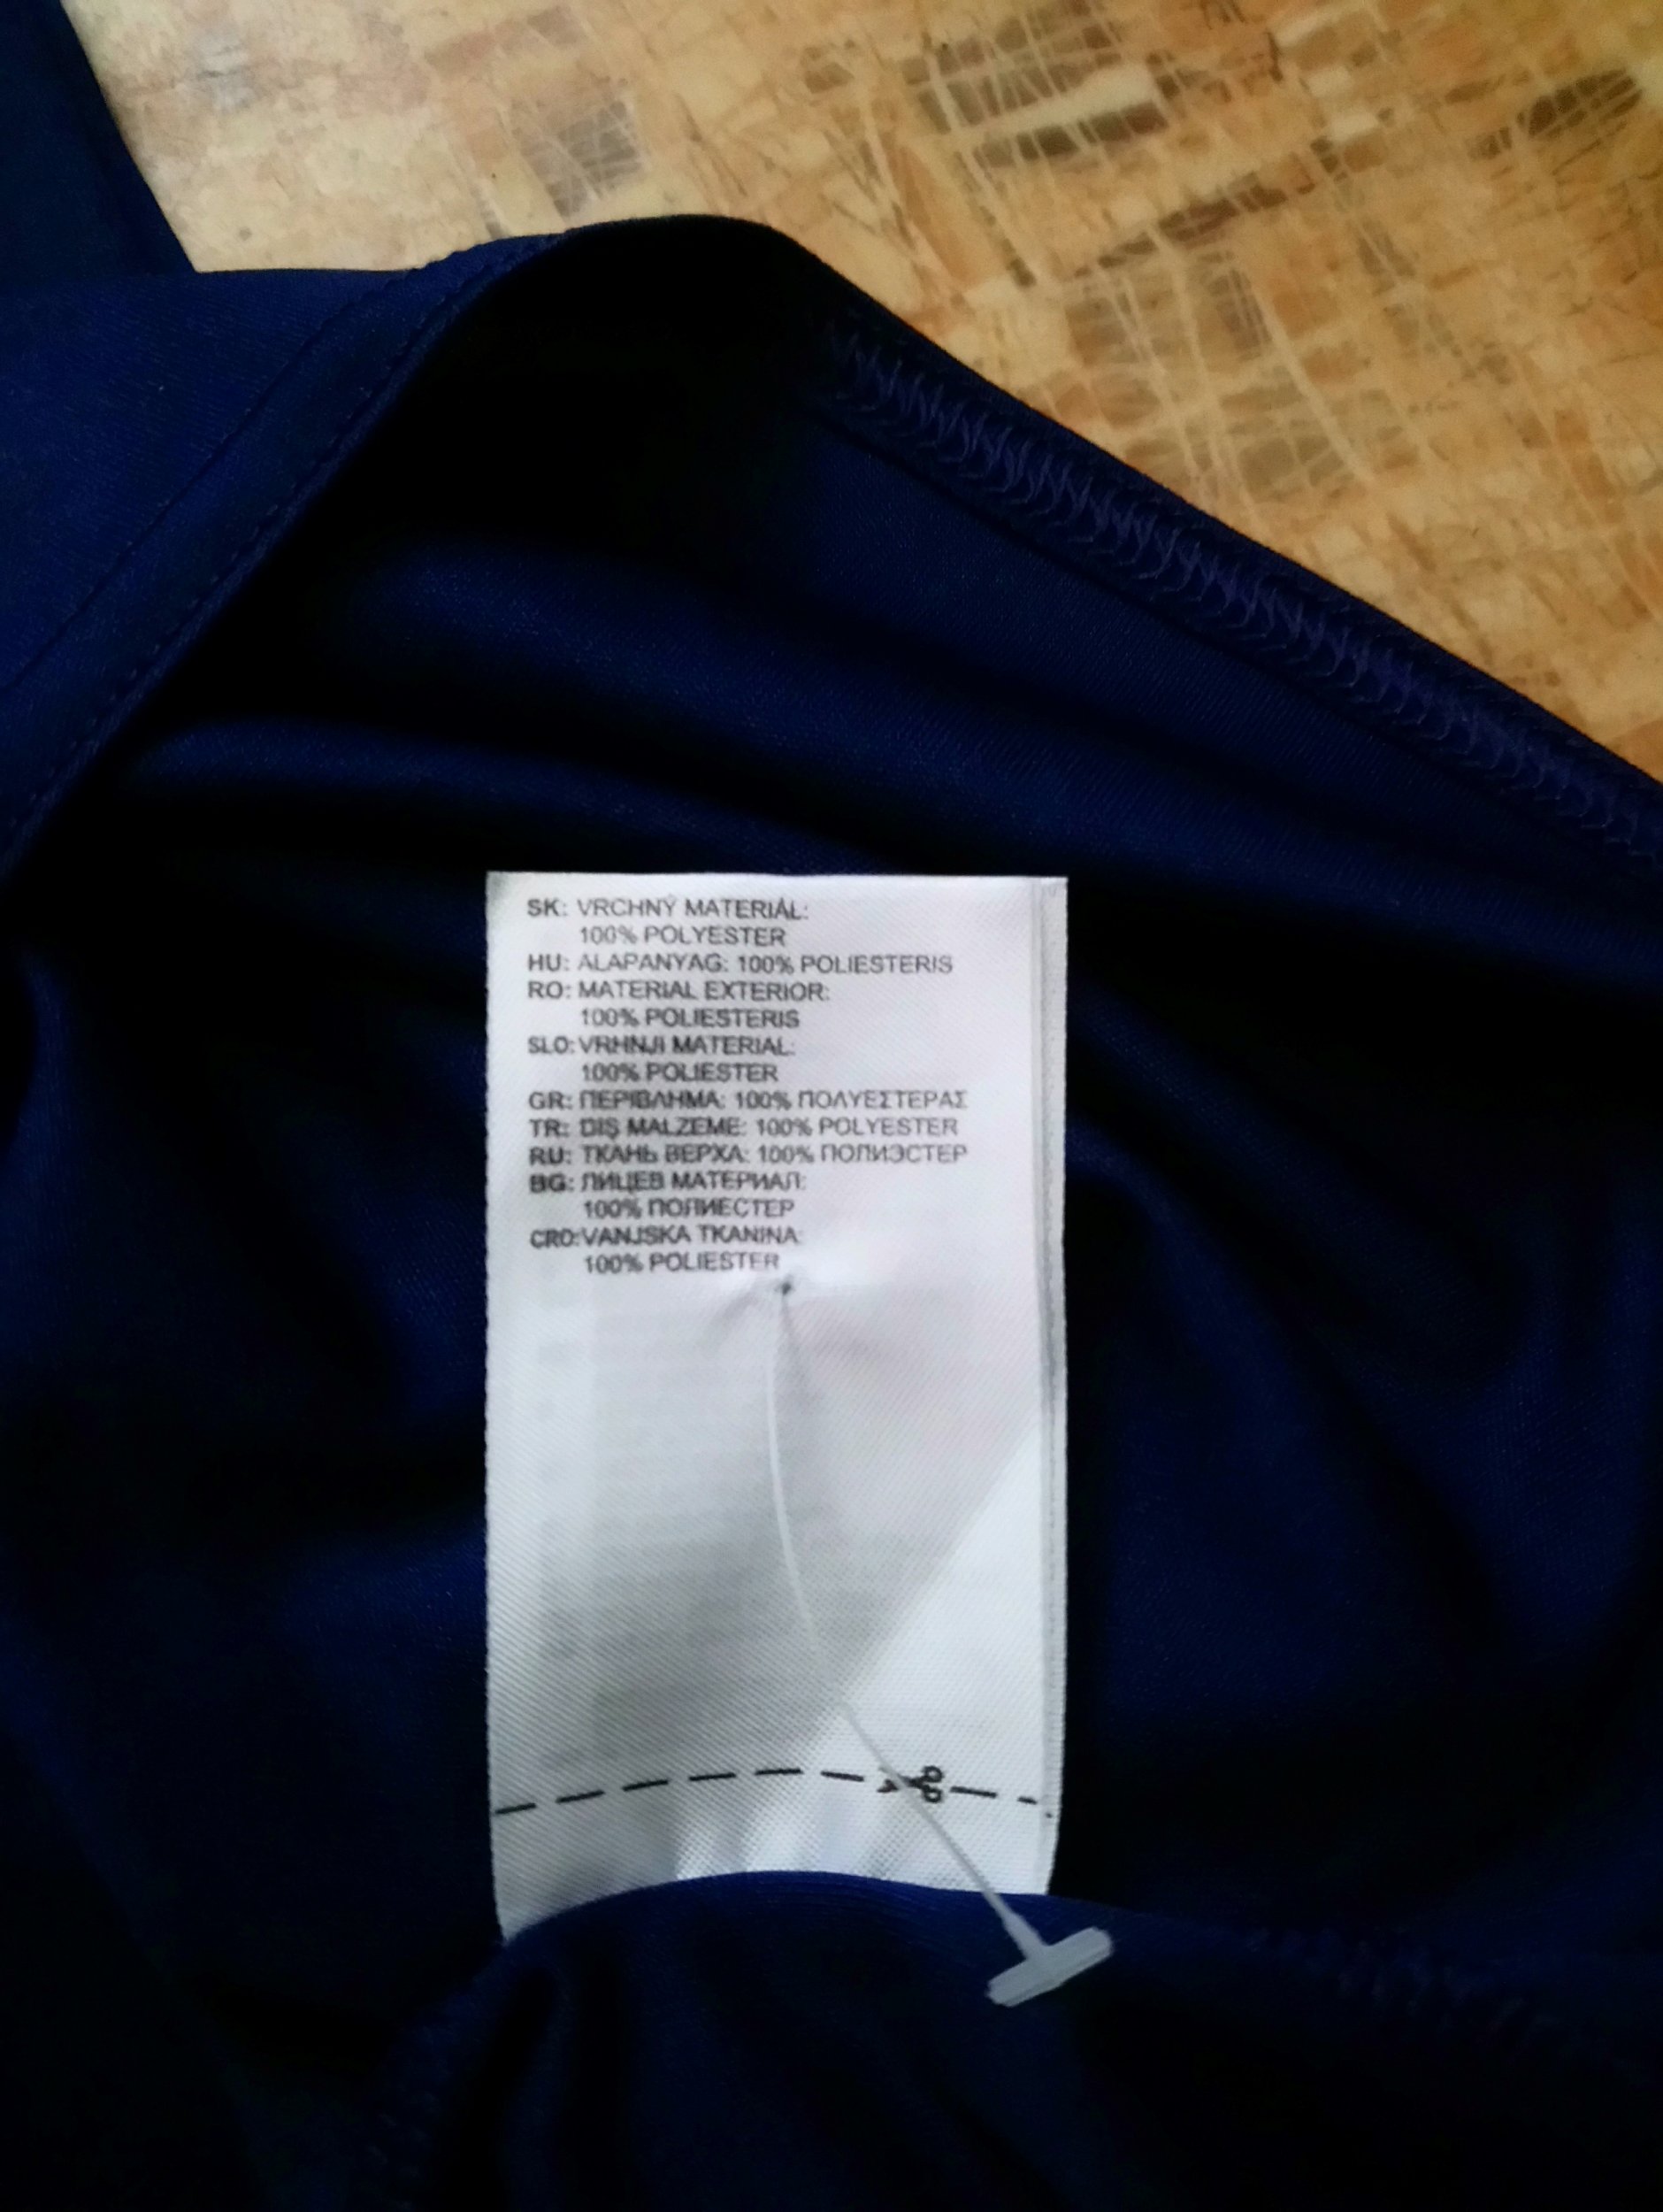 SK: VRCHNÝ MATERIÁL:
100% POLYESTER
HU: ALAPANYAG: 100% POLIESTERIS
RO: MATERIAL EXTERIOR:
100% POLIESTERIS
SLO: VRHNJI MATERIAL:
100% POLIESTER
GR: ΠΕΡΙΒΛΗΜΑ: 100% ΠΟΛΥΕΣΤΕΡΑΣ
TR: DIŞ MALZEME: 100% POLYESTER
RU: ТКАНЬ ВЕРХА: 100% ПОЛИЭСТЕР
BG: ЛИЦЕВ МАТЕРИАЛ:
100% ПОЛИЕСТЕР
CRO: VANJSKA TKANINA:
100% POLIESTER